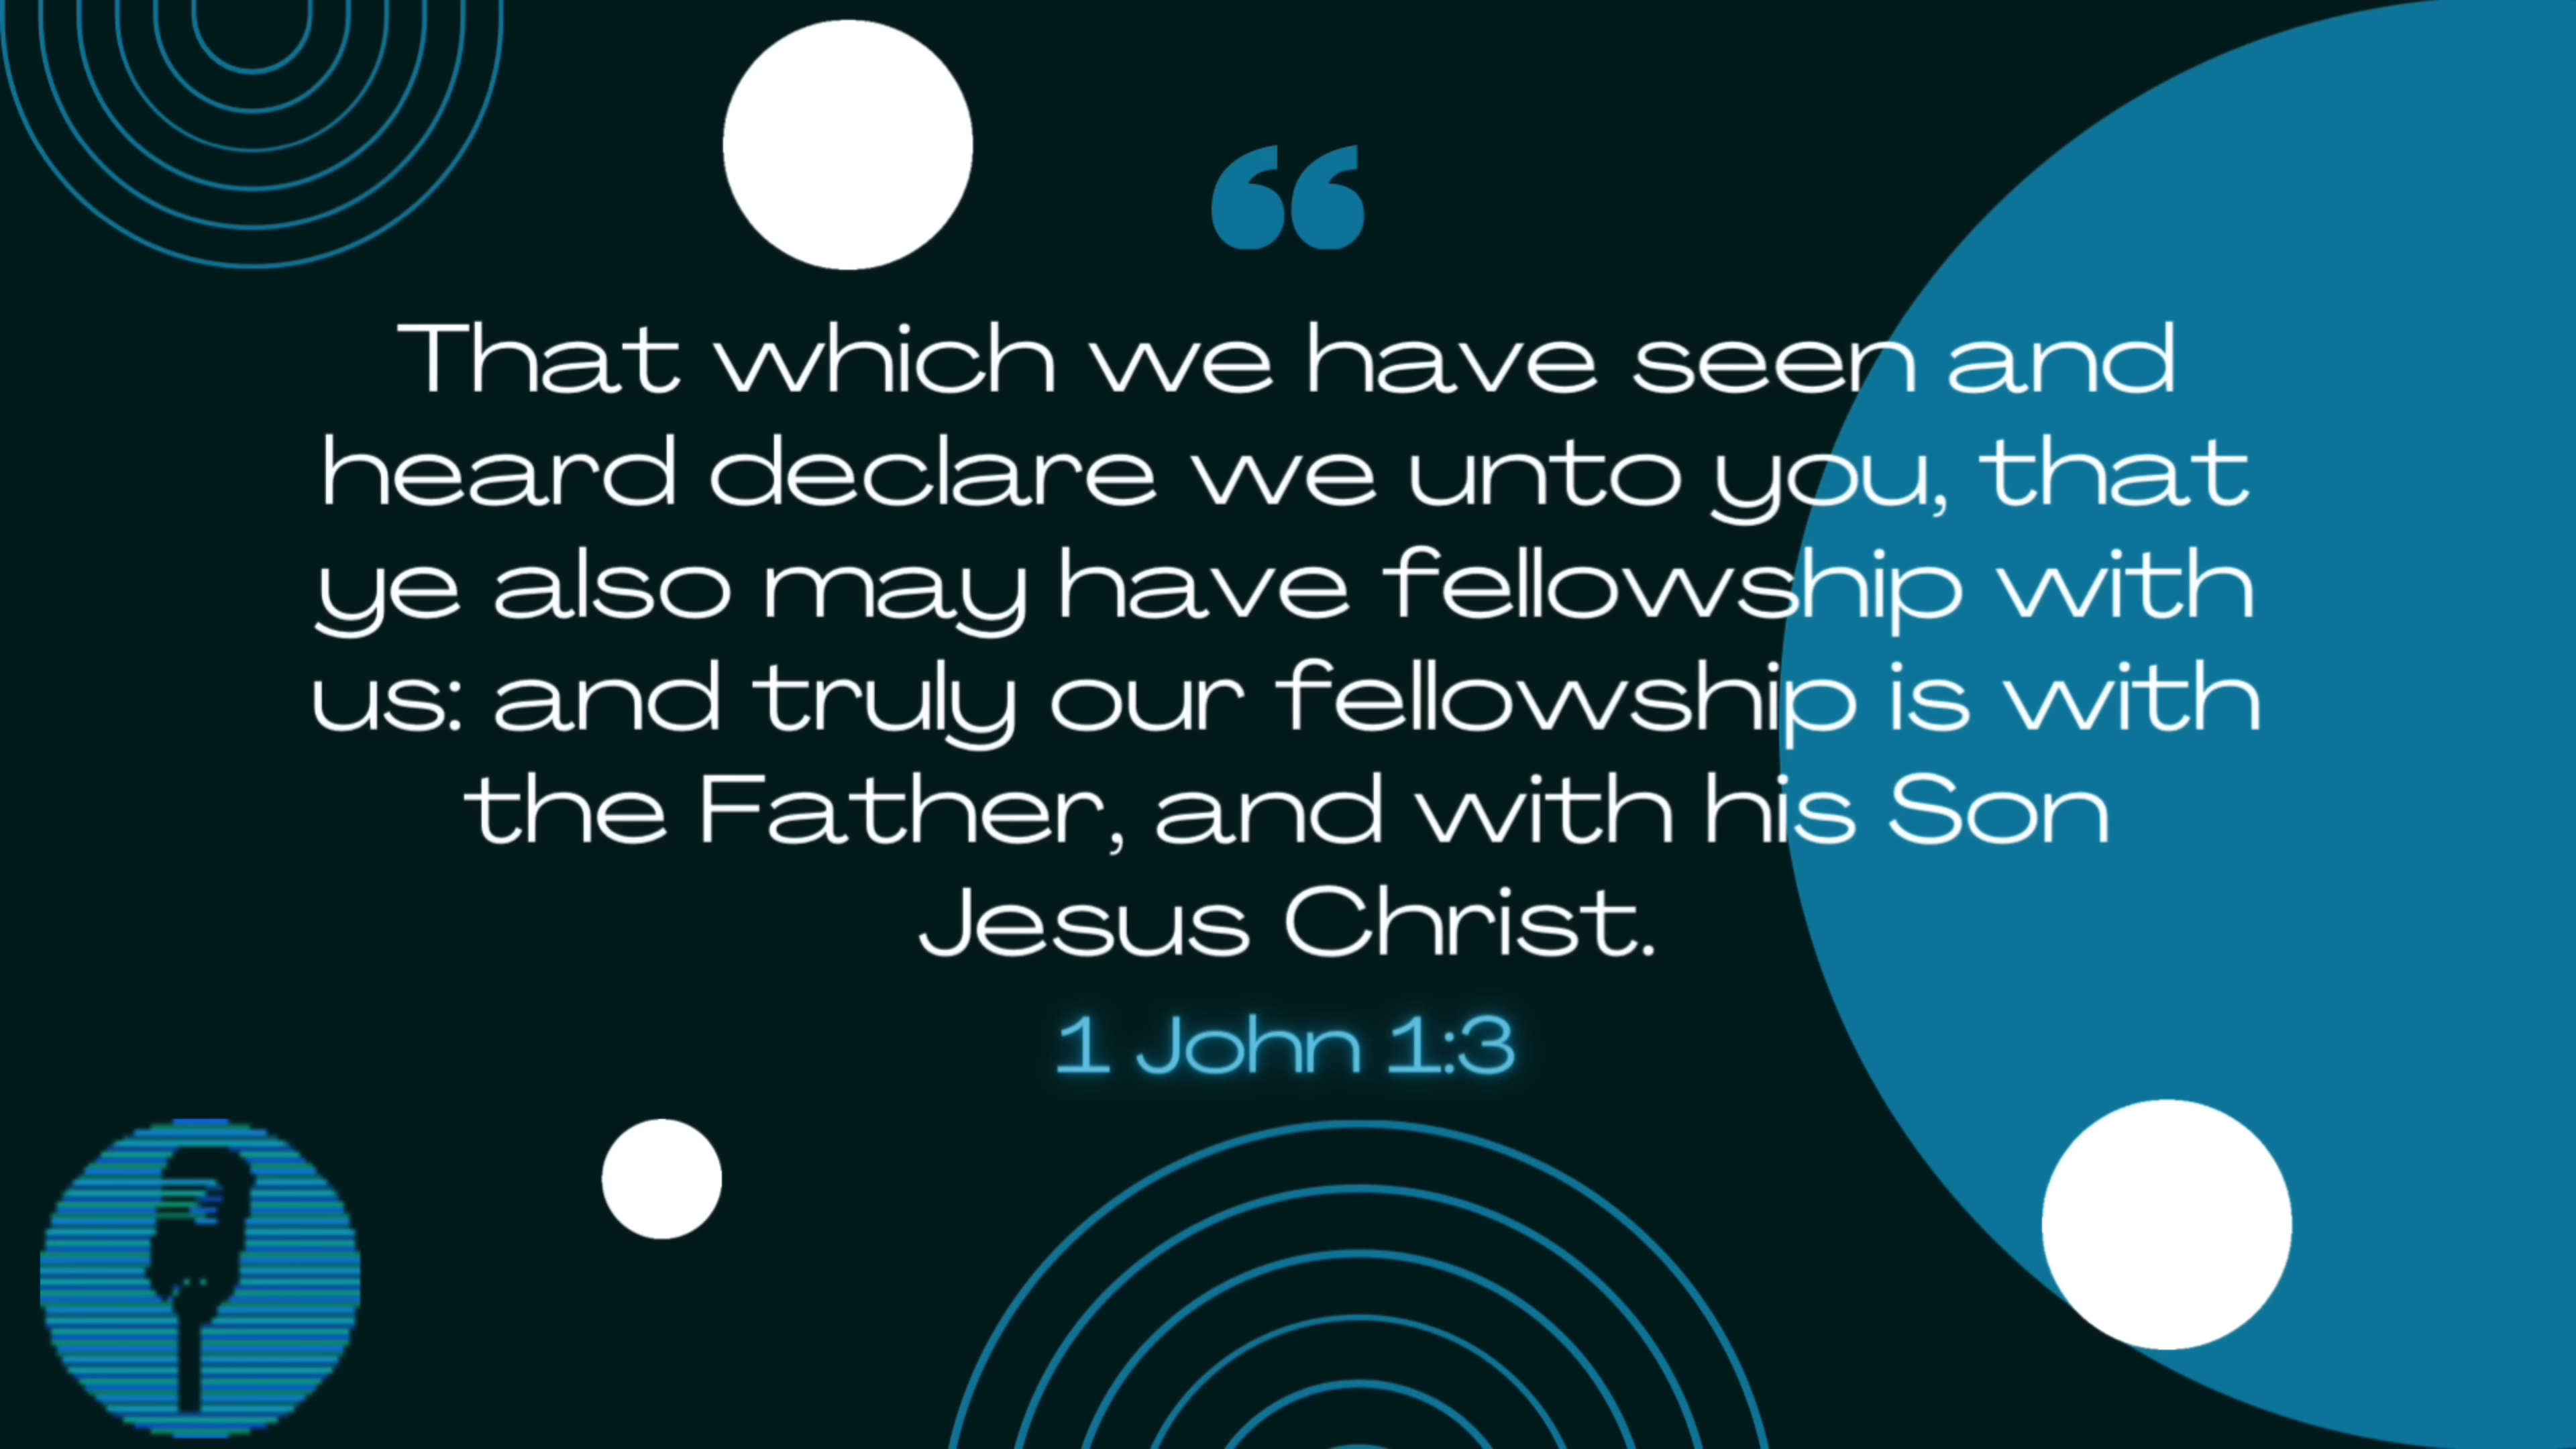 “
That which we have seen and
heard declare we unto you, that
ye also may have fellowship with
us: and truly our fellowship is with
the Father, and with his Son
Jesus Christ.
1 John 1:3